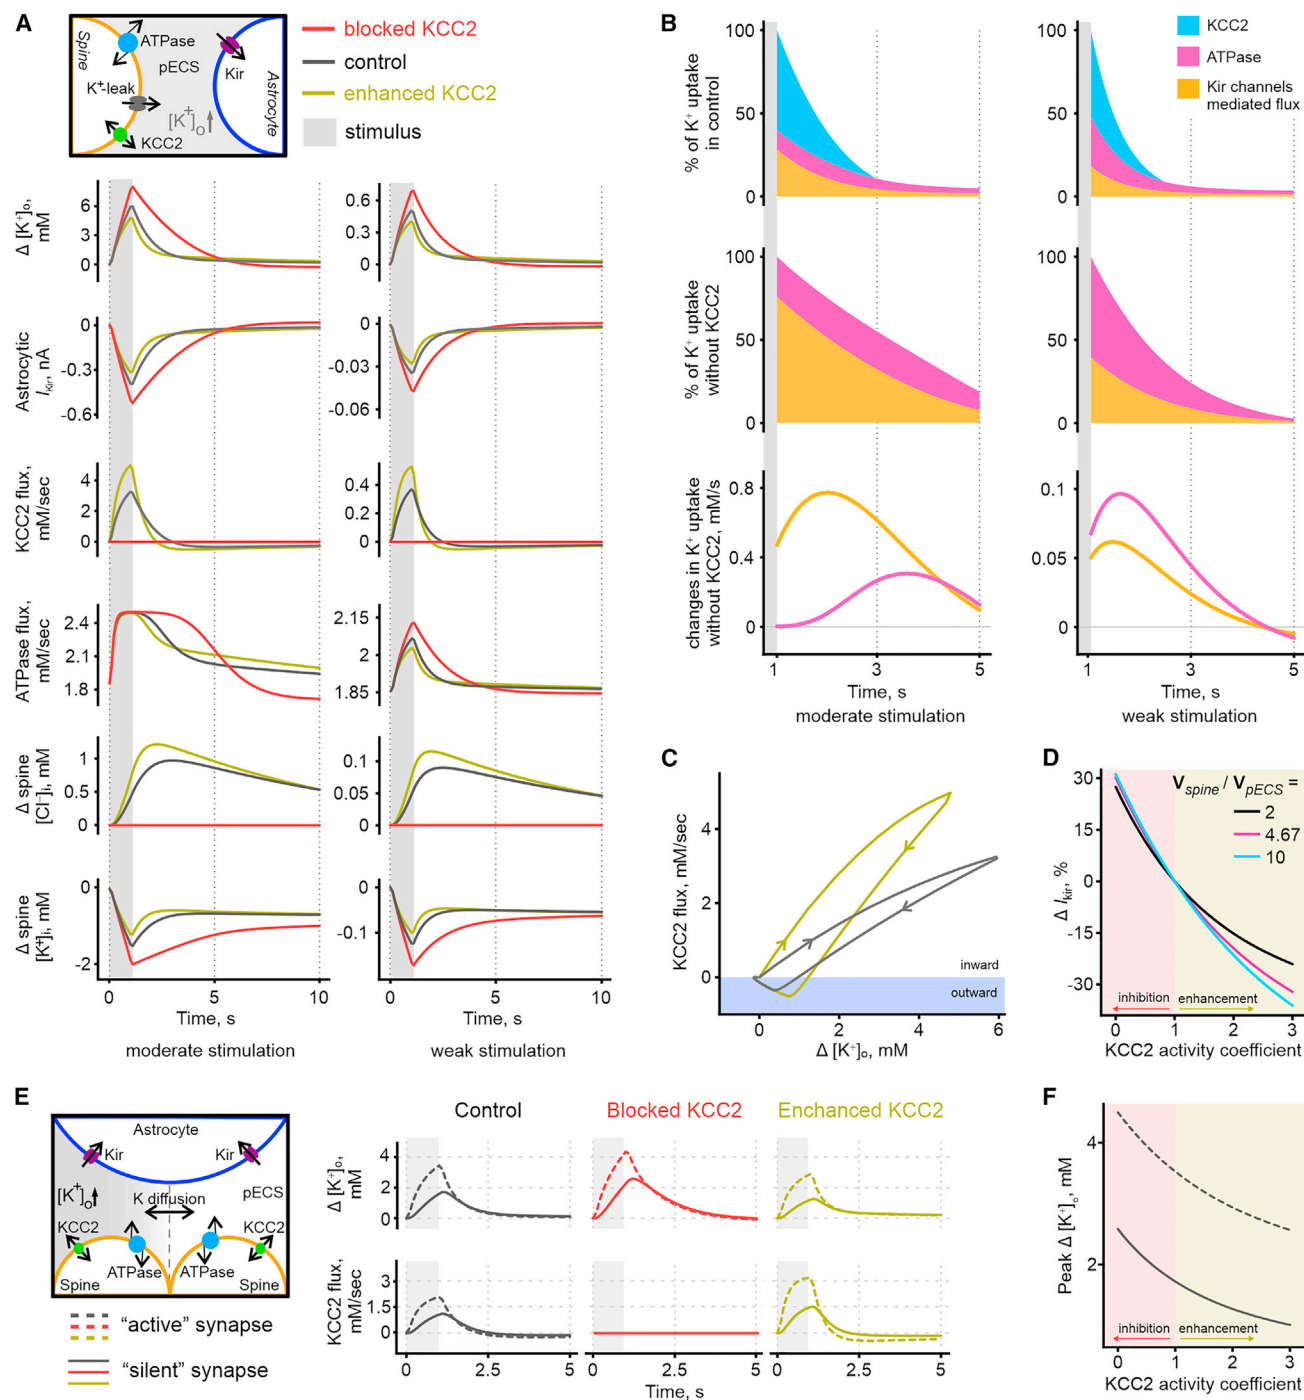 A
Spine
ATPase
pECS
Kir
K⁺-leak
[K⁺]ₒ
KCC2
Astrocyte
blocked KCC2
control
enhanced KCC2
stimulus
Δ [K⁺]ₒ,
mM
6
3
0
0.6
0.3
0
Astrocytic
I Kir, nA
0
-0.3
-0.6
0
-0.03
-0.06
KCC2 flux,
mM/sec
4
2
0
0.4
0.2
0
ATPase flux,
mM/sec
2.4
2.1
1.8
2.15
2
1.85
Δ spine
[Cl⁻]ᵢ, mM
1
0.5
0
0.1
0.05
0
Δ spine
[K⁺]ᵢ, mM
0
-1
-2
0
-0.1
0 5 10
0 5 10
Time, s
Time, s
moderate stimulation
weak stimulation
B
KCC2
ATPase
Kir channels
mediated flux
% of K⁺ uptake
in control
100
50
0
100
50
0
% of K⁺ uptake
without KCC2
100
50
0
100
50
0
changes in K⁺ uptake
without KCC2, mM/s
0.8
0.4
0
0.1
0.05
0
1 3 5
1 3 5
Time, s
Time, s
moderate stimulation
weak stimulation
C
KCC2 flux, mM/sec
4
2
0
inward
outward
0 2 4 6
Δ [K⁺]ₒ, mM
D
Δ I kir, %
30
15
0
-15
-30
V spine / V pECS =
2
4.67
10
inhibition
enhancement
0 1 2 3
KCC2 activity coefficient
E
Astrocyte
Kir
Kir
[K⁺]ₒ
K diffusion
pECS
KCC2
KCC2
ATPase
ATPase
Spine
Spine
"active" synapse
"silent" synapse
Control
Blocked KCC2
Enchanced KCC2
Δ [K⁺]ₒ,
mM
4
2
0
KCC2 flux,
mM/sec
3
1.5
0
0 2.5 5
0 2.5 5
0 2.5 5
Time, s
F
Peak Δ [K⁺]ₒ, mM
4
2
inhibition
enhancement
0 1 2 3
KCC2 activity coefficient